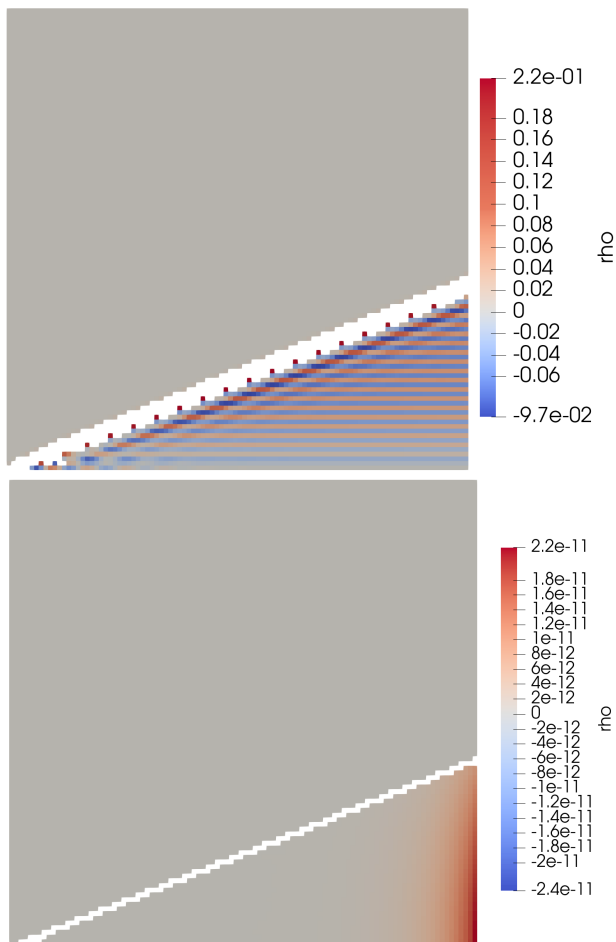 2.2e-01
0.18
0.16
0.14
0.12
0.1
0.08
0.06
0.04
0.02
0
-0.02
-0.04
-0.06
-9.7e-02
rho
2.2e-11
1.8e-11
1.6e-11
1.4e-11
1.2e-11
1e-11
8e-12
6e-12
4e-12
2e-12
0
-2e-12
-4e-12
-6e-12
-8e-12
-1e-11
-1.2e-11
-1.4e-11
-1.6e-11
-1.8e-11
-2e-11
-2.4e-11
rho